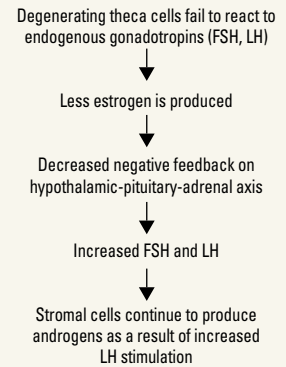 Degenerating theca cells fail to react to
endogenous gonadotropins (FSH, LH)
Less estrogen is produced
Decreased negative feedback on
hypothalamic-pituitary-adrenal axis
Increased FSH and LH
Stromal cells continue to produce
androgens as a result of increased
LH stimulation